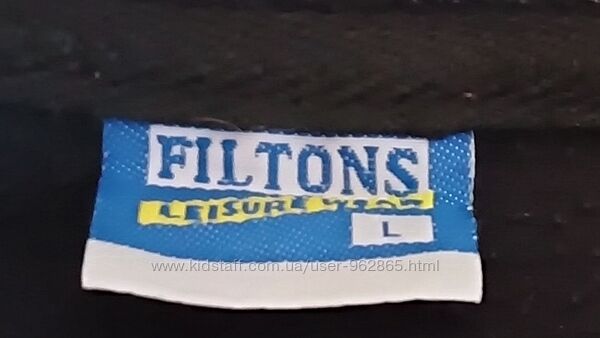 FILTONS
LEISURE WEAR
L
www.kidstaff.com.ua/user-962865.html